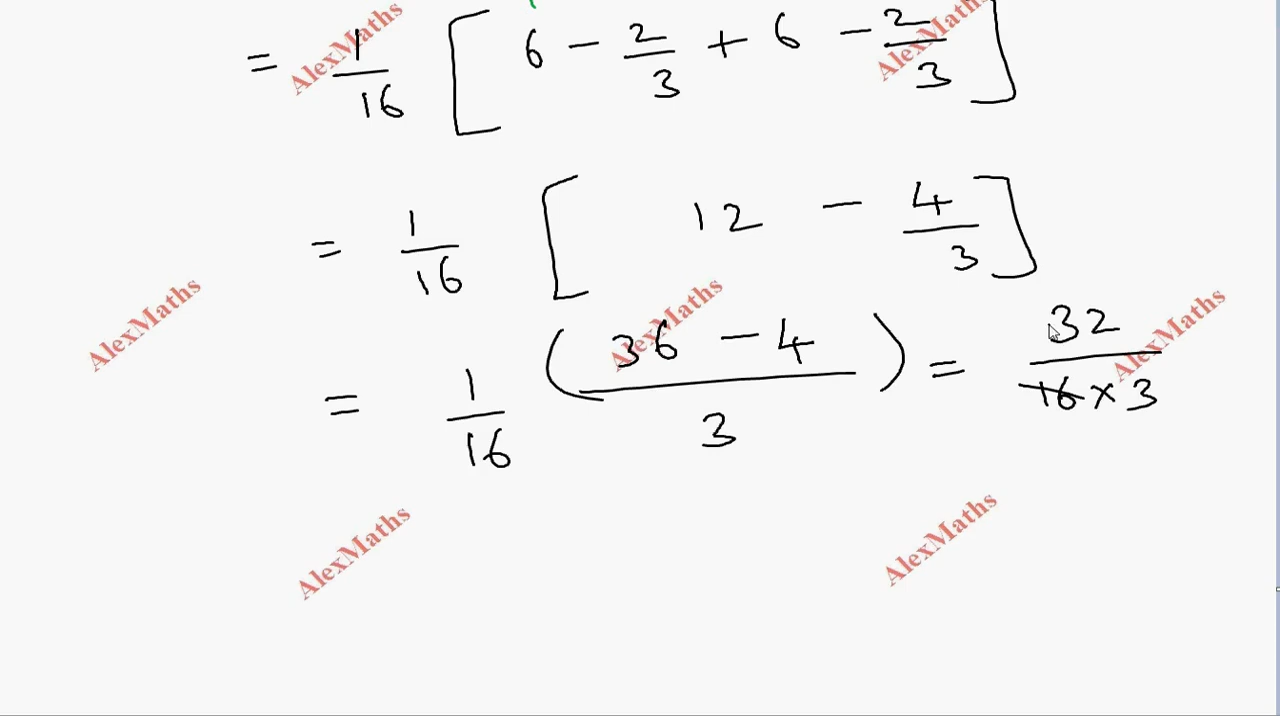 = 1/16 [ 6 - 2/3 + 6 - 2/3 ]
= 1/16 [ 12 - 4/3 ]
= 1/16 ( 36 - 4 / 3 ) = 32 / 16 × 3
AlexMaths
AlexMaths
AlexMaths
AlexMaths
AlexMaths
AlexMaths
AlexMaths